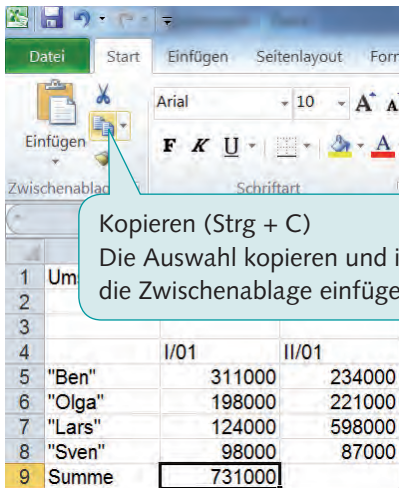 Datei Start Einfügen Seitenlayout
Arial 10 A
Einfügen F K U A
Schriftart
Kopieren (Strg + C)
Die Auswahl kopieren und
die Zwischenablage
1
2
3
4 I/01 II/01
5 "Ben" 311000 234000
6 "Olga" 198000 221000
7 "Lars" 124000 598000
8 "Sven" 98000 87000
9 Summe 731000